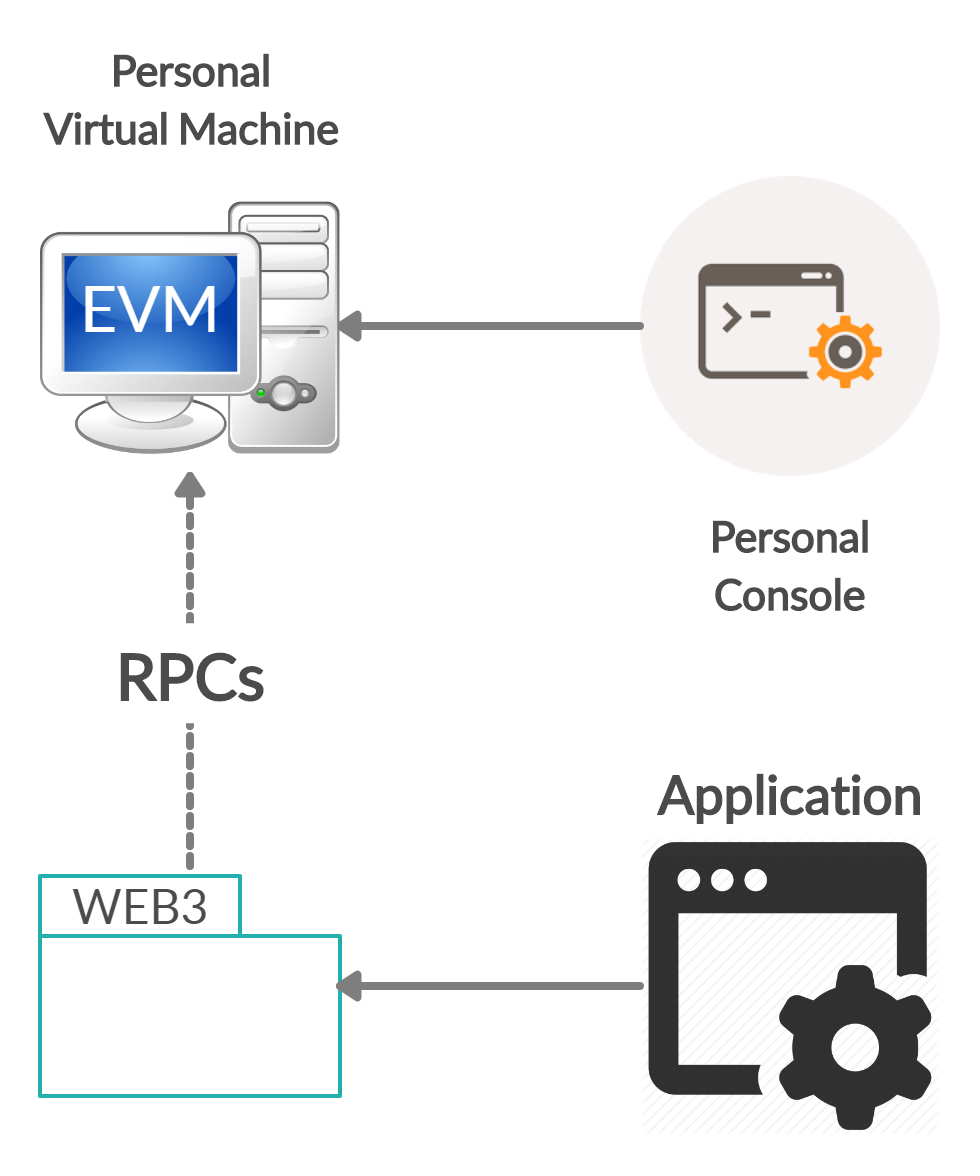 Personal
Virtual Machine
EVM
>-
Personal
Console
RPCs
Application
WEB3